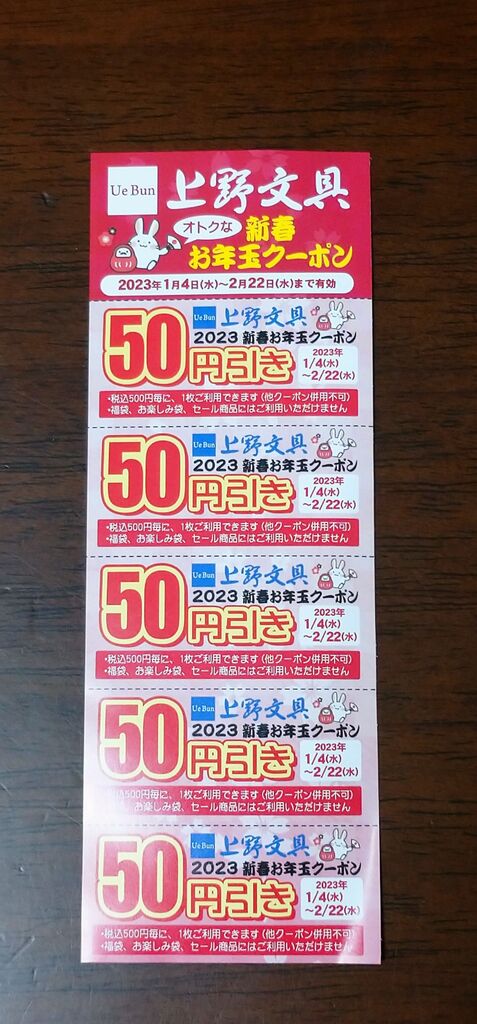 Ue Bun 上野文具
オトクな 新春
お年玉クーポン
2023年1月4日(水)～2月22日(水)まで有効
Ue Bun 上野文具
2023 新春お年玉クーポン
50円引き
2023年
1/4(水)
～2/22(水)
・税込500円毎に、1枚ご利用できます(他クーポン併用不可)
・福袋、お楽しみ袋、セール商品にはご利用いただけません
Ue Bun 上野文具
2023 新春お年玉クーポン
50円引き
2023年
1/4(水)
～2/22(水)
・税込500円毎に、1枚ご利用できます(他クーポン併用不可)
・福袋、お楽しみ袋、セール商品にはご利用いただけません
Ue Bun 上野文具
2023 新春お年玉クーポン
50円引き
2023年
1/4(水)
～2/22(水)
・税込500円毎に、1枚ご利用できます(他クーポン併用不可)
・福袋、お楽しみ袋、セール商品にはご利用いただけません
Ue Bun 上野文具
2023 新春お年玉クーポン
50円引き
2023年
1/4(水)
～2/22(水)
・税込500円毎に、1枚ご利用できます(他クーポン併用不可)
・福袋、お楽しみ袋、セール商品にはご利用いただけません
Ue Bun 上野文具
2023 新春お年玉クーポン
50円引き
2023年
1/4(水)
～2/22(水)
・税込500円毎に、1枚ご利用できます(他クーポン併用不可)
・福袋、お楽しみ袋、セール商品にはご利用いただけません